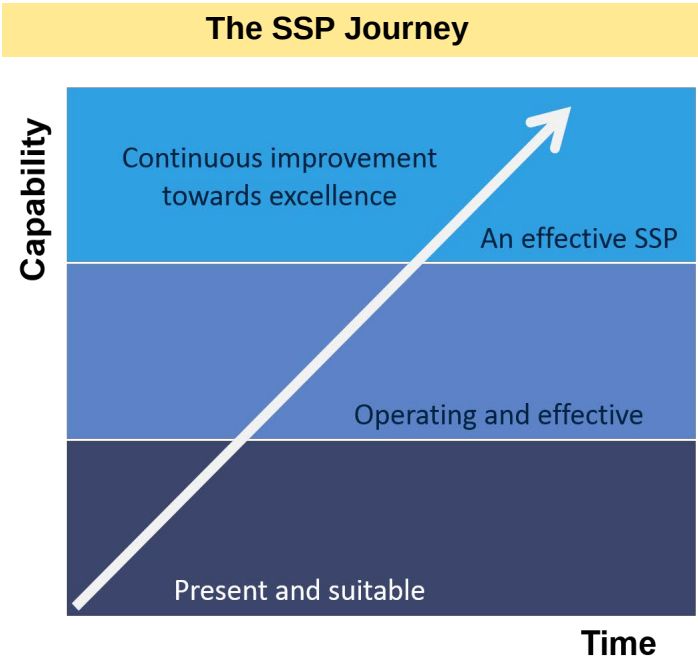 The SSP Journey
Capability
Continuous improvement
towards excellence
An effective SSP
Operating and effective
Present and suitable
Time